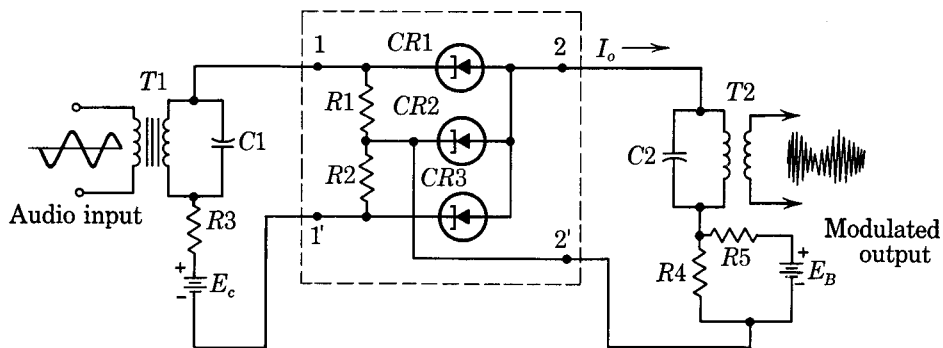 1
CR1
2
I_o
T1
T2
R1
CR2
C1
C2
R2
CR3
Audio input
R3
1'
2'
Modulated
output
+
E_c
−
R4
R5
+
E_B
−